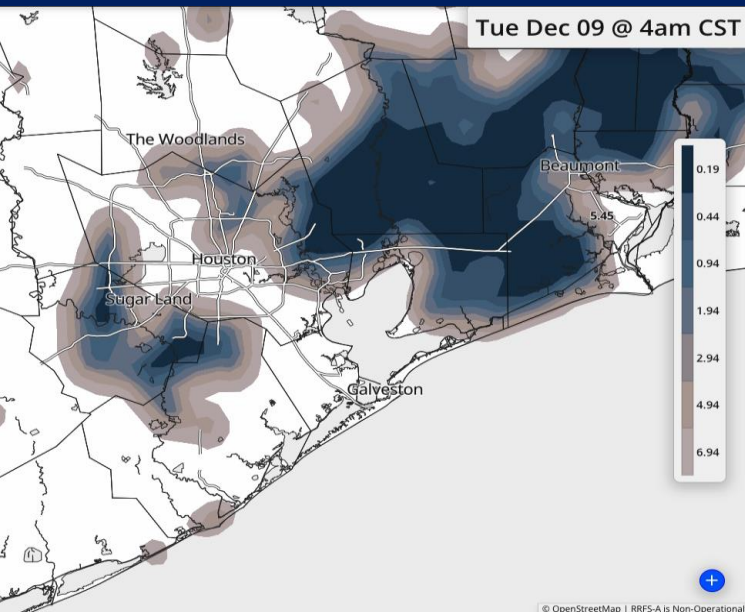 Tue Dec 09 @ 4am CST
The Woodlands
Beaumont
0.19
5.45
0.44
Houston
0.94
Sugar Land
1.94
2.94
Galveston
4.94
6.94
+
© OpenStreetMap | RRFS-A is Non-Operational